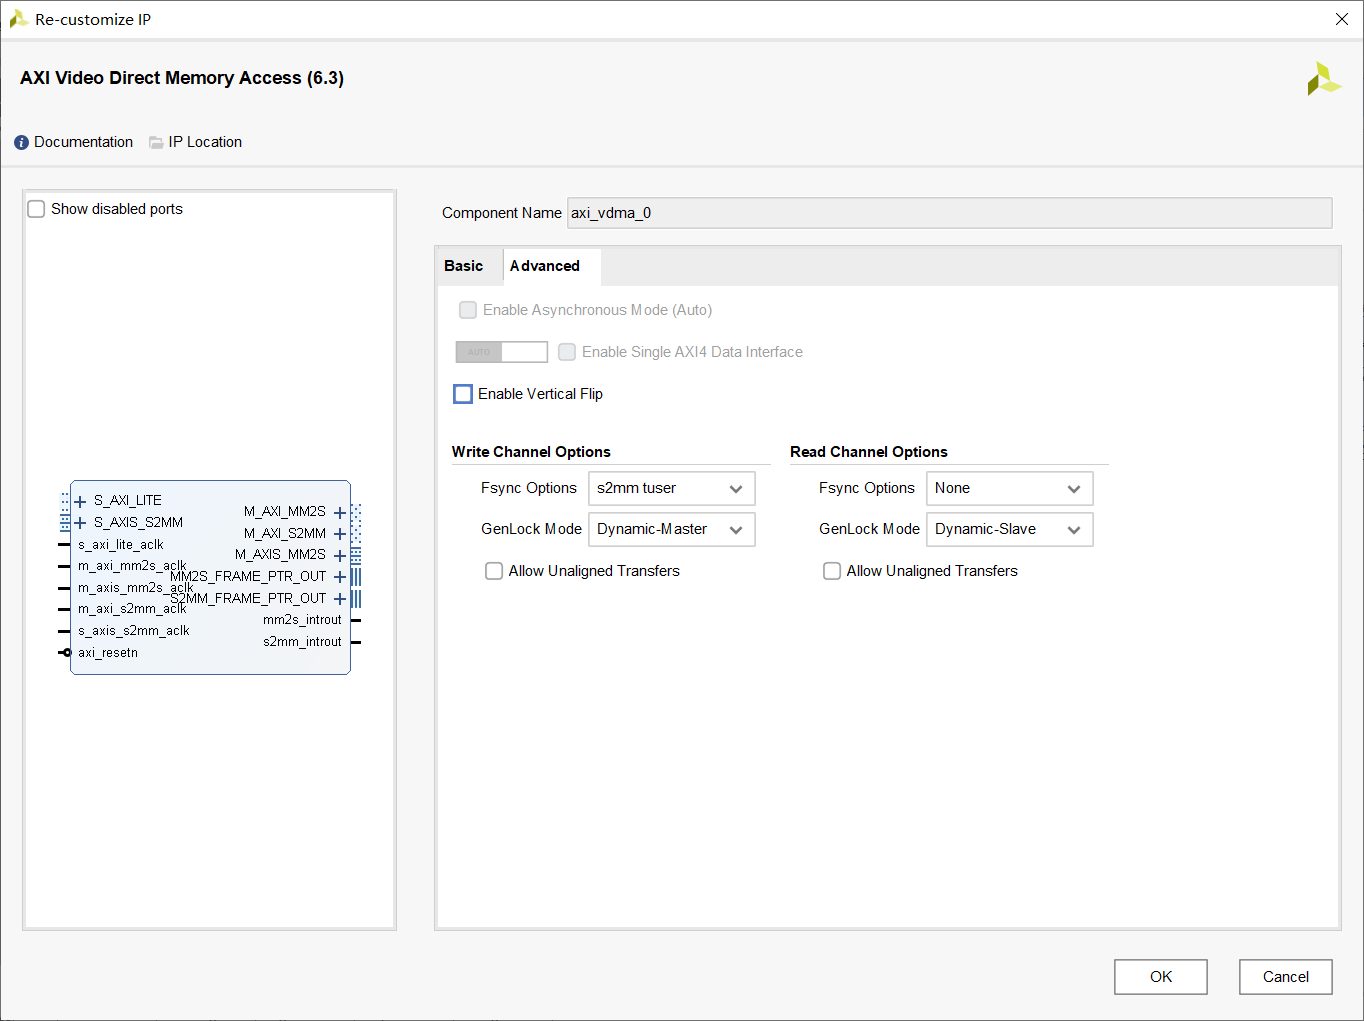 Re-customize IP
AXI Video Direct Memory Access (6.3)
Documentation
IP Location
Show disabled ports
S_AXI_LITE
S_AXIS_S2MM
s_axi_lite_aclk
m_axi_mm2s_aclk
m_axis_mm2s_aclk
m_axi_s2mm_aclk
s_axis_s2mm_aclk
axi_resetn
M_AXI_MM2S
M_AXI_S2MM
M_AXIS_MM2S
MM2S_FRAME_PTR_OUT
S2MM_FRAME_PTR_OUT
mm2s_introut
s2mm_introut
Component Name axi_vdma_0
Basic Advanced
Enable Asynchronous Mode (Auto)
AUTO Enable Single AXI4 Data Interface
Enable Vertical Flip
Write Channel Options
Fsync Options s2mm tuser
GenLock Mode Dynamic-Master
Allow Unaligned Transfers
Read Channel Options
Fsync Options None
GenLock Mode Dynamic-Slave
Allow Unaligned Transfers
OK Cancel